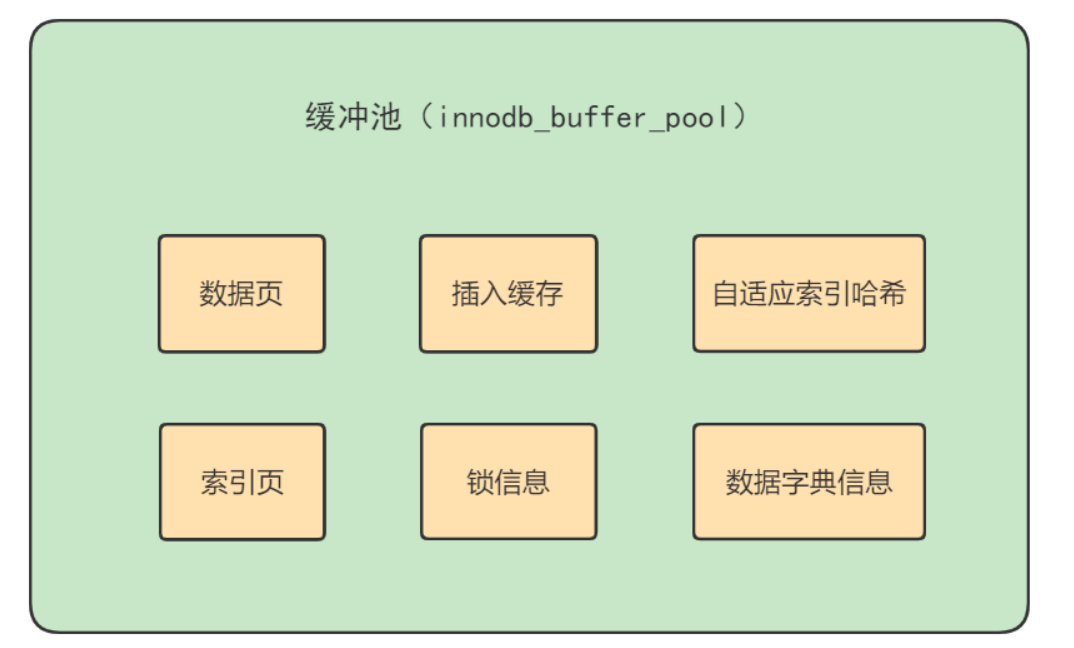 缓冲池（innodb_buffer_pool）
数据页
插入缓存
自适应索引哈希
索引页
锁信息
数据字典信息